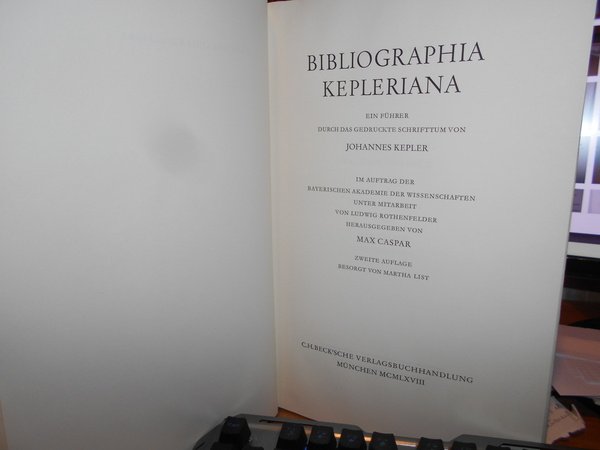 BIBLIOGRAPHIA
KEPLERIANA
EIN FÜHRER
DURCH DAS GEDRUCKTE SCHRIFTTUM VON
JOHANNES KEPLER
IM AUFTRAG DER
BAYERISCHEN AKADEMIE DER WISSENSCHAFTEN
UNTER MITARBEIT
VON LUDWIG ROTHENFELDER
HERAUSGEGEBEN VON
MAX CASPAR
ZWEITE AUFLAGE
BESORGT VON MARTHA LIST
C.H.BECK'SCHE VERLAGSBUCHHANDLUNG
MÜNCHEN MCMLXVIII